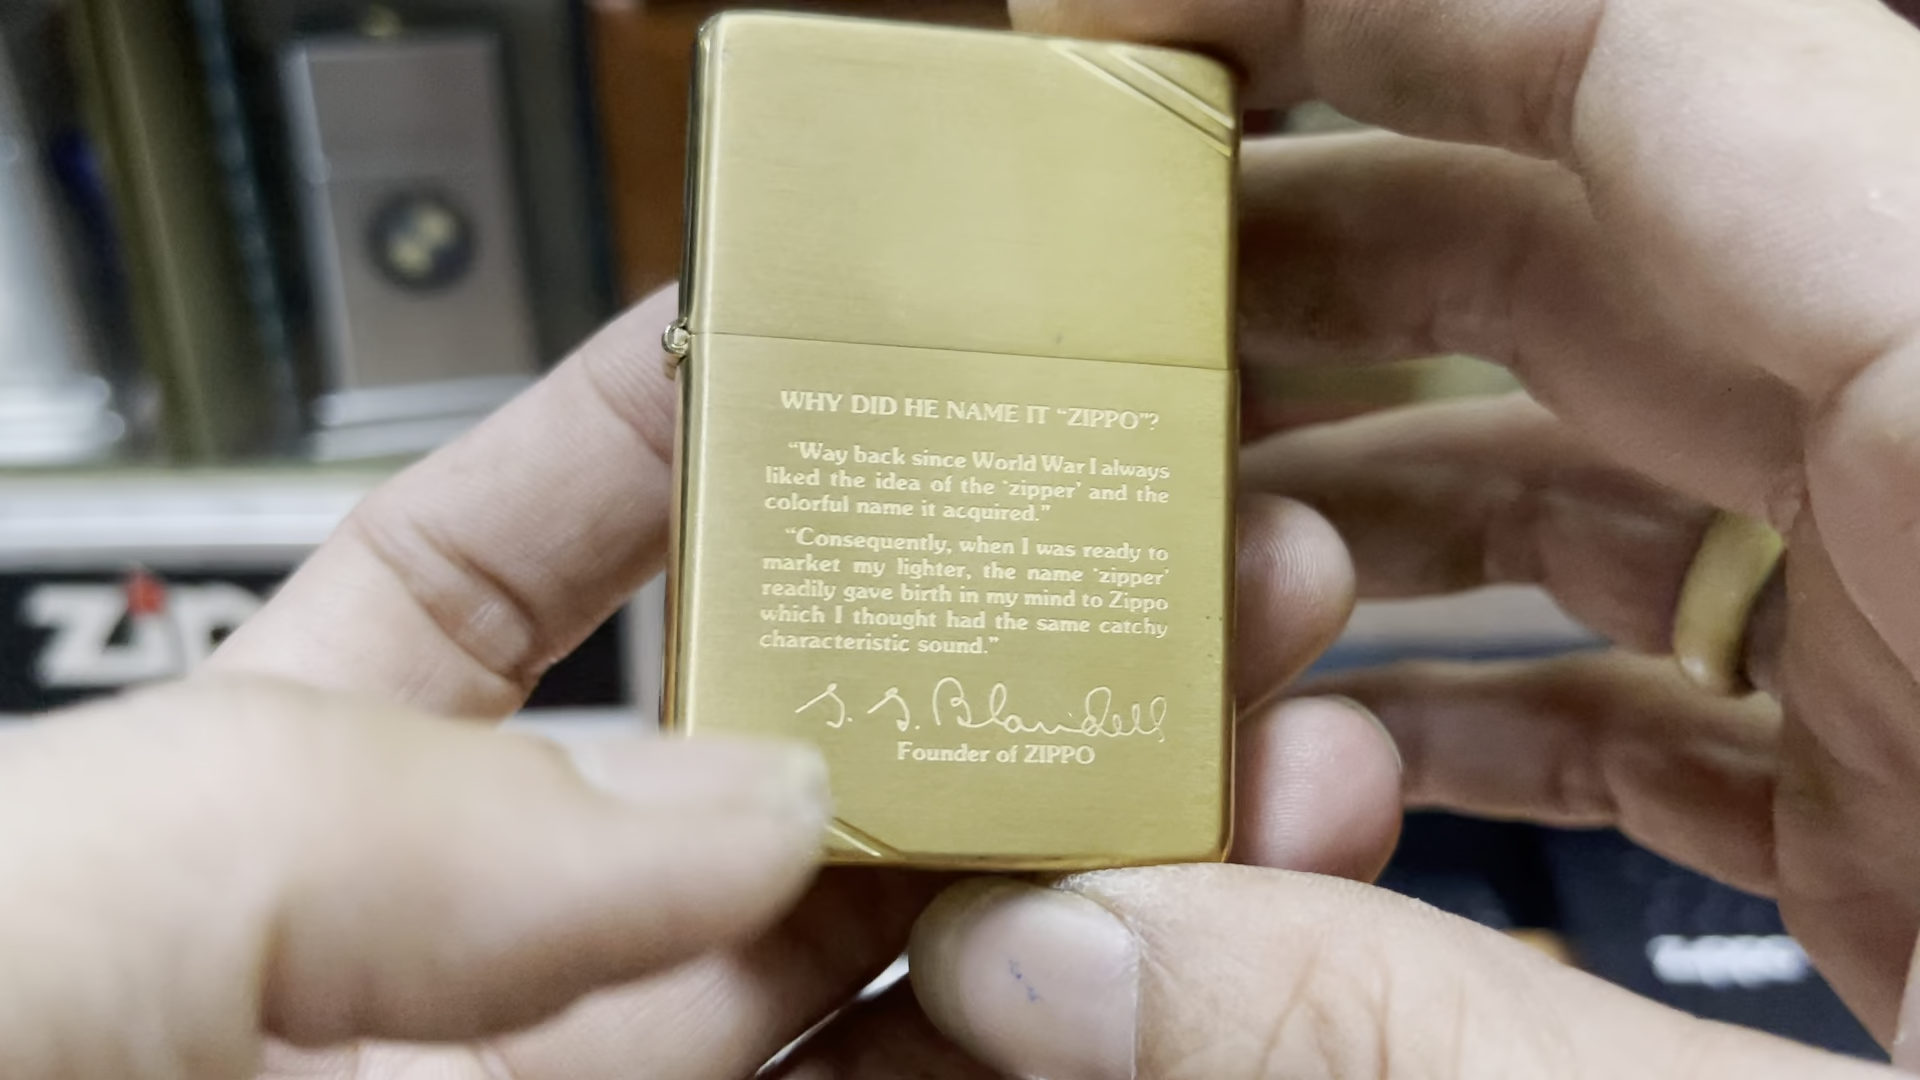 WHY DID HE NAME IT “ZIPPO”?
“Way back since World War I always
liked the idea of the ‘zipper’ and the
colorful name it acquired.”
“Consequently, when I was ready to
market my lighter, the name ‘zipper’
readily gave birth in my mind to Zippo
which I thought had the same catchy
characteristic sound.”
G. G. Blaisdell
Founder of ZIPPO